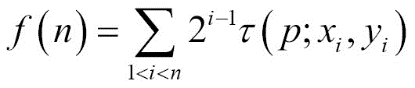 f(n) = ∑_{1<i<n} 2^{i−1} τ(p; x_i, y_i)